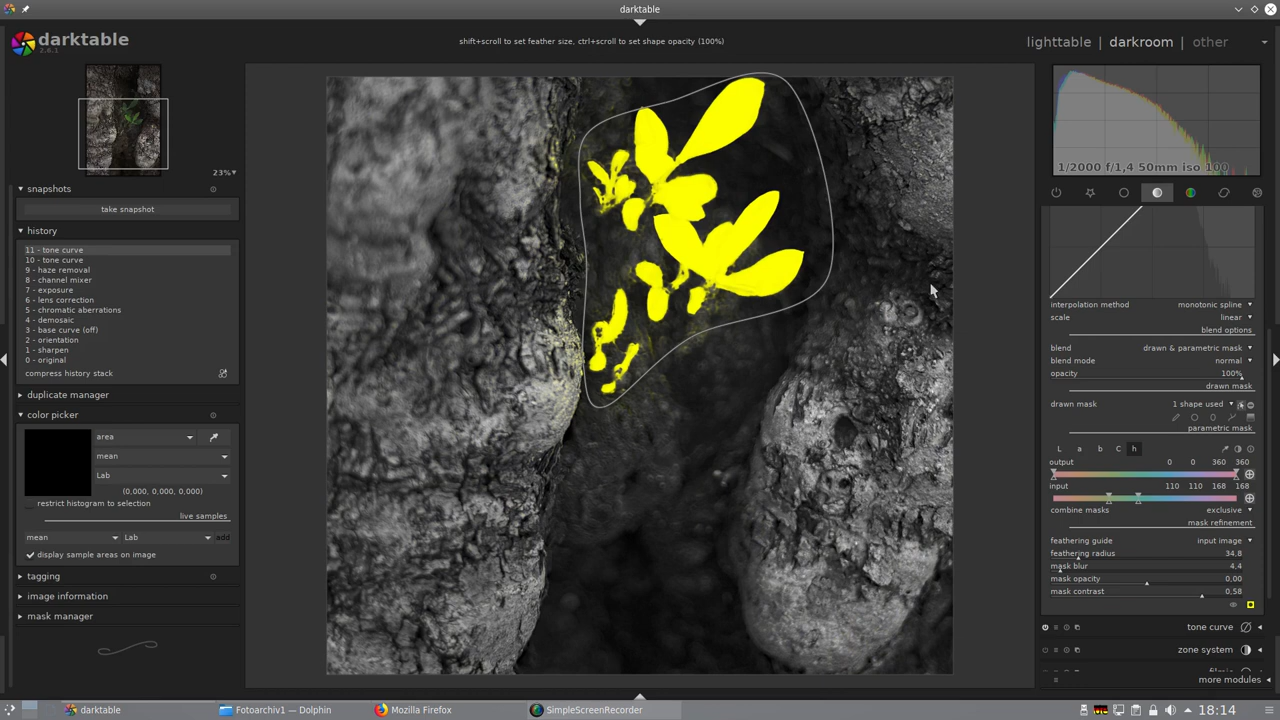 darktable
darktable
2.6.1
shift+scroll to set feather size, ctrl+scroll to set shape opacity (100%)
lighttable | darkroom | other
23%
1/2000 f/1,4 50mm iso 100
snapshots
take snapshot
history
11 - tone curve
10 - tone curve
9 - haze removal
8 - channel mixer
7 - exposure
6 - lens correction
5 - chromatic aberrations
4 - demosaic
3 - base curve (off)
2 - orientation
1 - sharpen
0 - original
compress history stack
duplicate manager
color picker
area
mean
Lab
(0,000, 0,000, 0,000)
restrict histogram to selection
live samples
mean Lab add
display sample areas on image
tagging
image information
mask manager
interpolation method monotonic spline
scale linear
blend options
blend drawn & parametric mask
blend mode normal
opacity 100%
drawn mask
drawn mask 1 shape used
parametric mask
L a b C h
output 0 0 360 360
input 110 110 168 168
combine masks exclusive
mask refinement
feathering guide input image
feathering radius 34,8
mask blur 4,4
mask opacity 0,00
mask contrast 0,58
tone curve
zone system
more modules
darktable Fotoarchiv1 — Dolphin Mozilla Firefox SimpleScreenRecorder 18:14